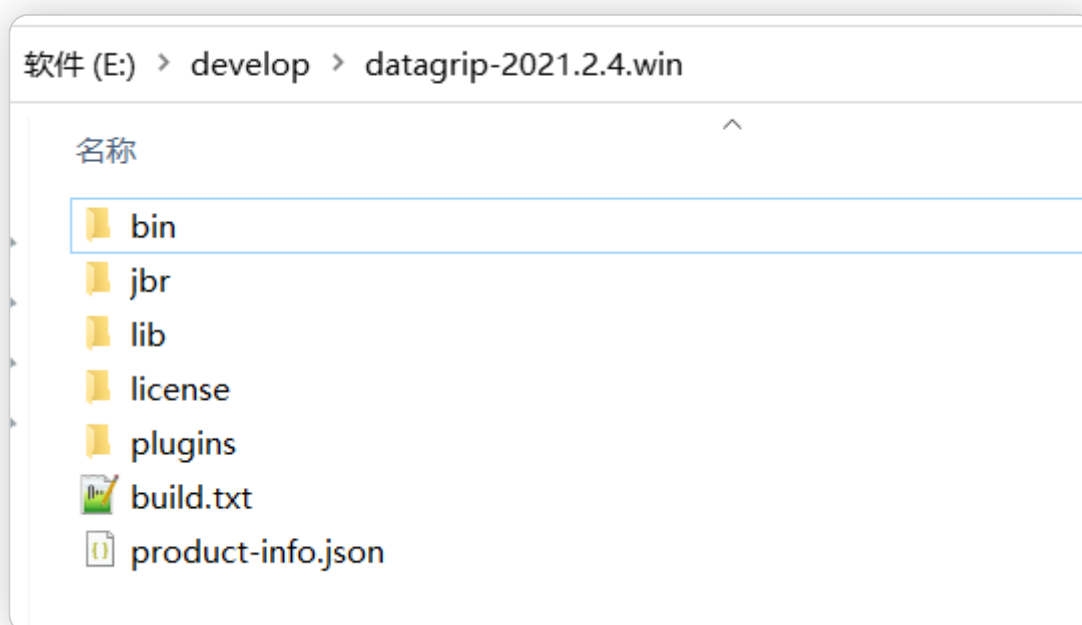 软件 (E:) > develop > datagrip-2021.2.4.win
名称
bin
jbr
lib
license
plugins
build.txt
product-info.json